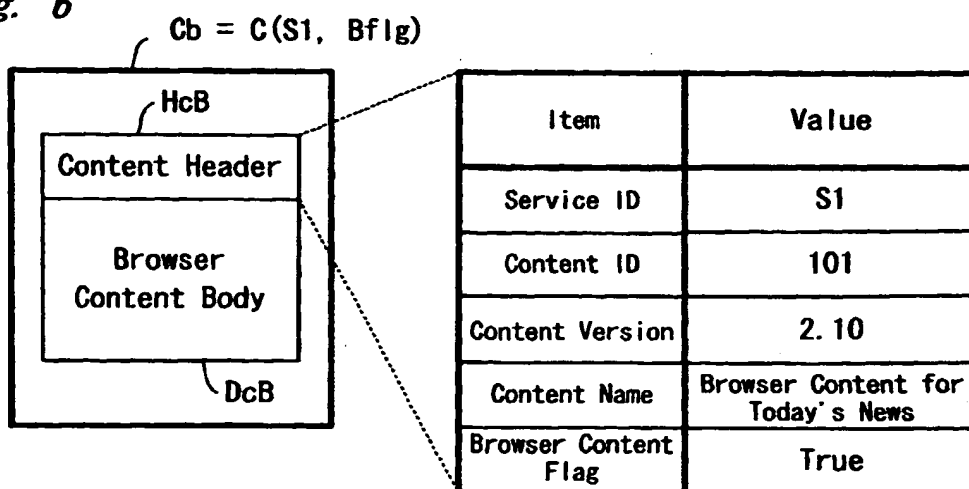 g. 6
Cb = C(S1, Bflg)
HcB
Content Header
Browser
Content Body
DcB
Item Value
Service ID S1
Content ID 101
Content Version 2.10
Content Name Browser Content for
Today's News
Browser Content
Flag True